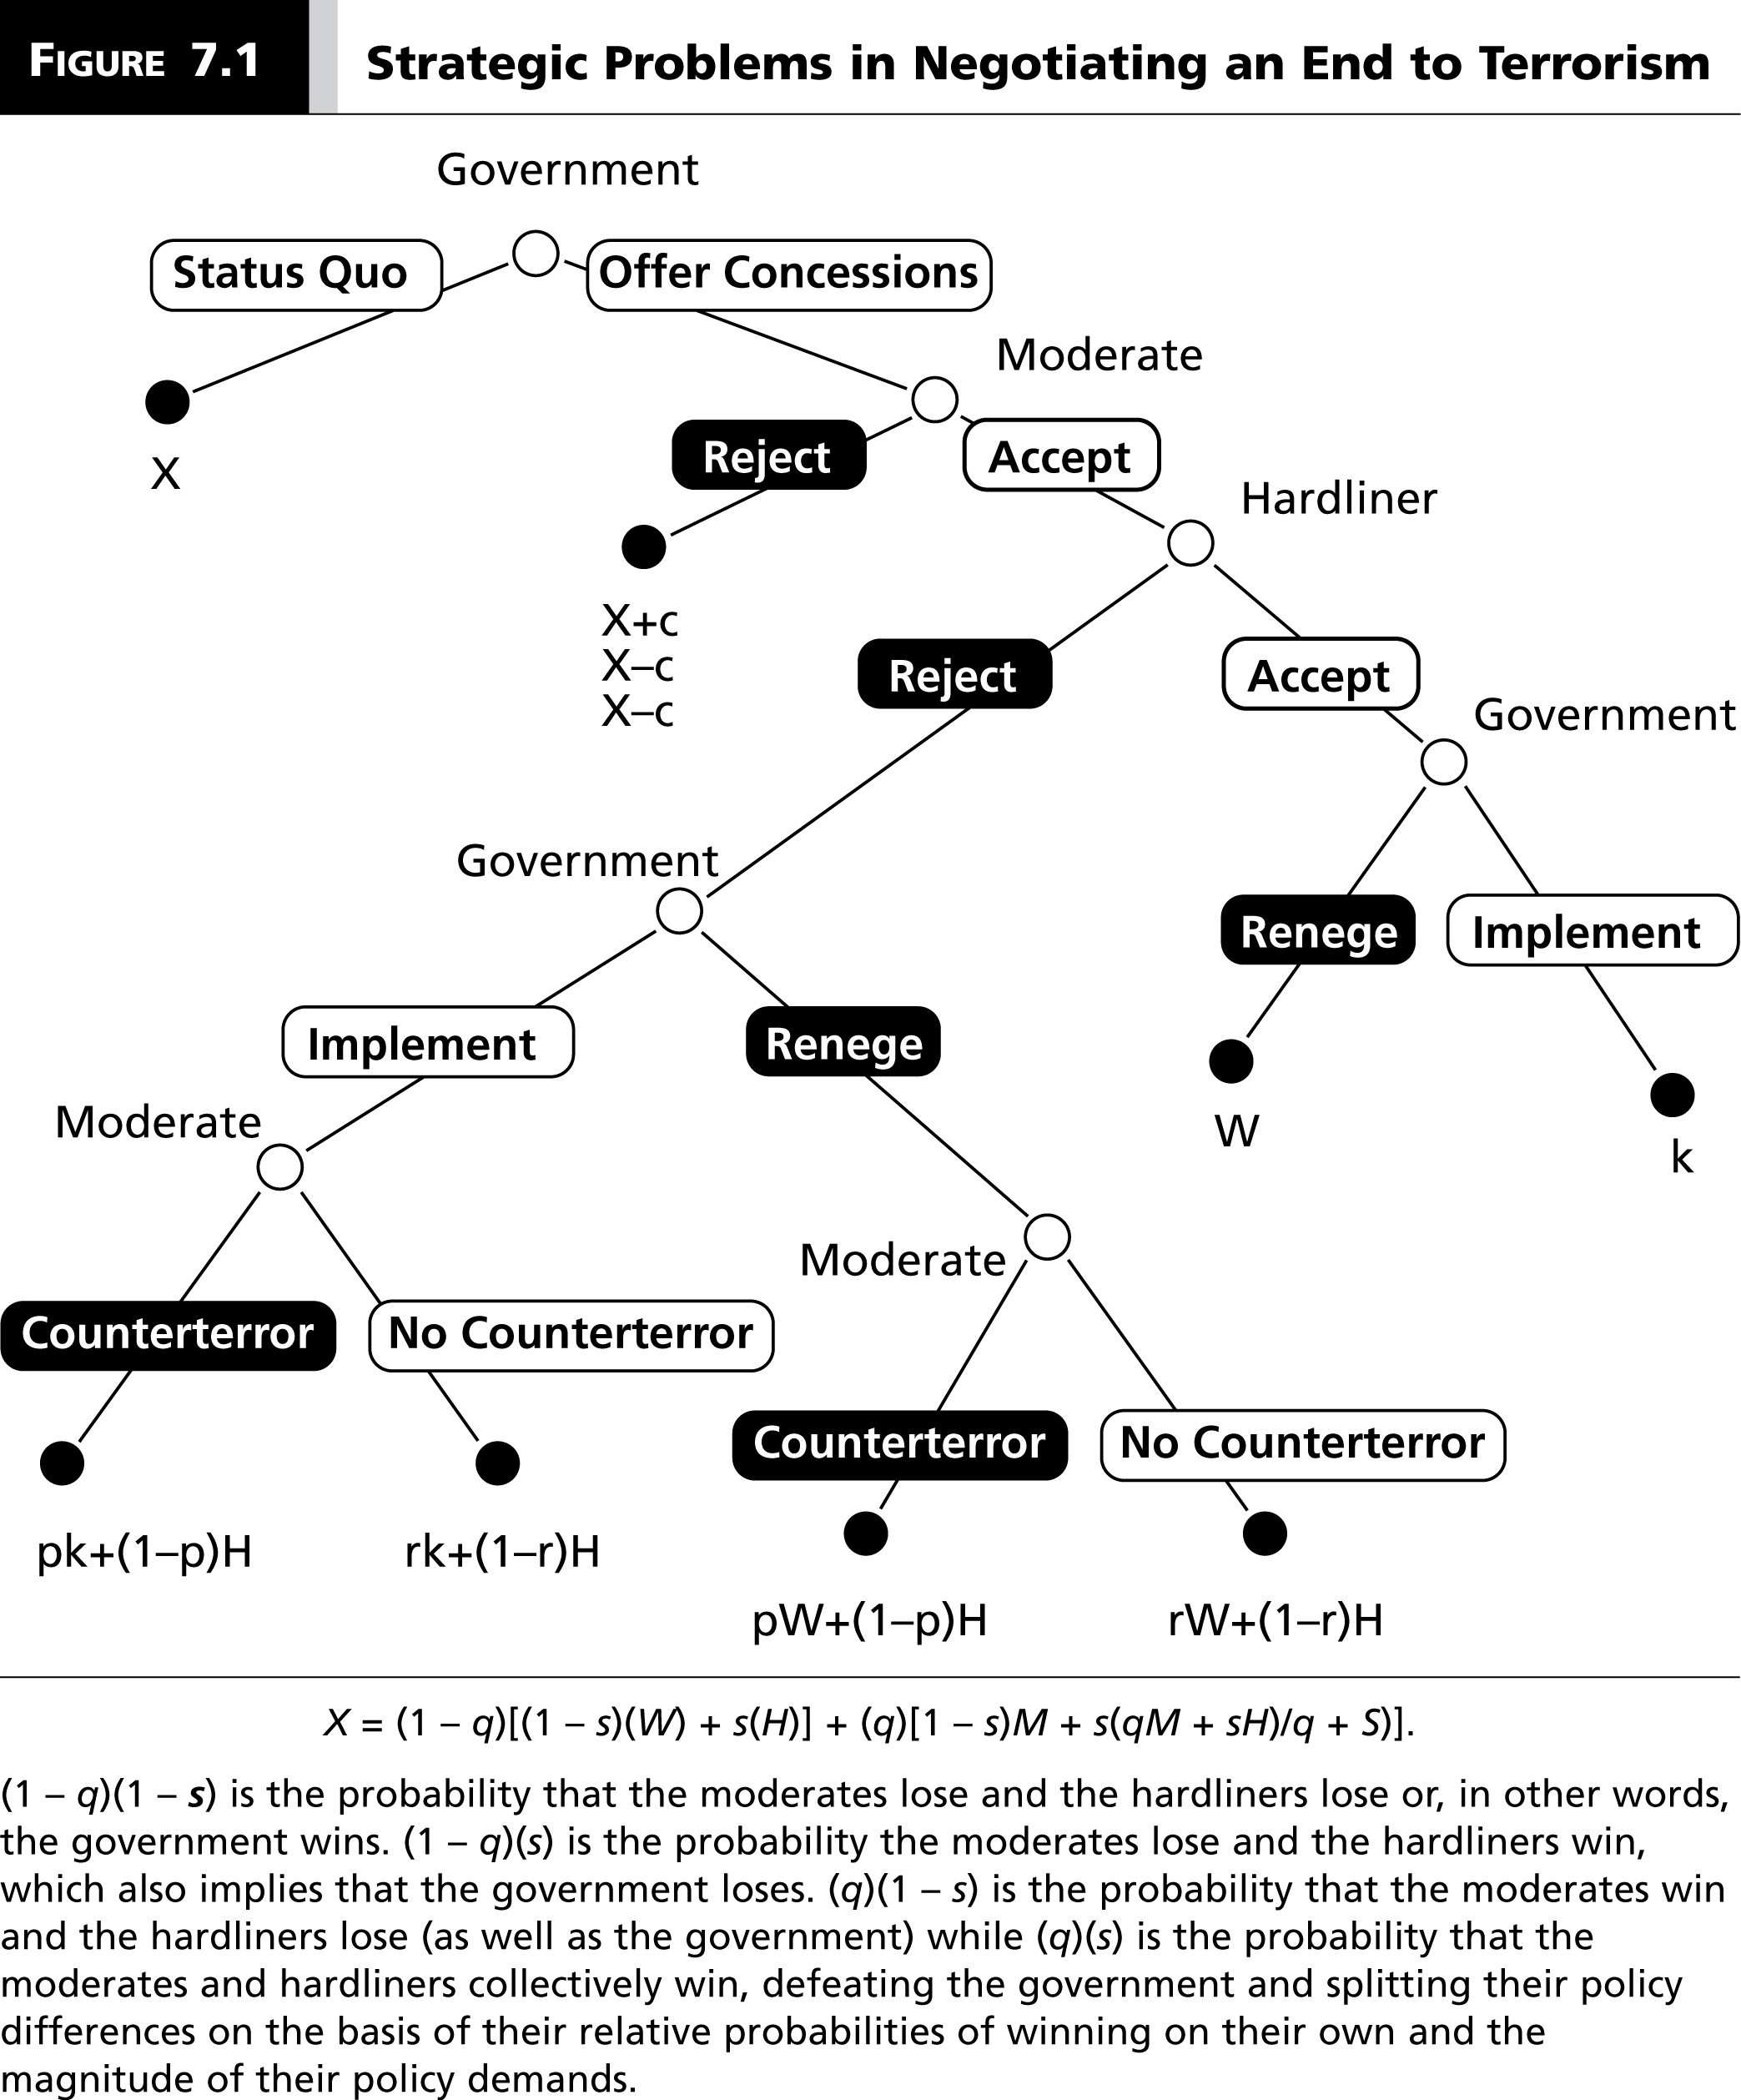 FIGURE 7.1 Strategic Problems in Negotiating an End to Terrorism
Government
Status Quo
Offer Concessions
Moderate
X
Reject
Accept
Hardliner
X+c
X–c
X–c
Reject
Accept
Government
Government
Renege
Implement
Implement
Renege
W
k
Moderate
Moderate
Counterterror
No Counterterror
Counterterror
No Counterterror
pk+(1–p)H
rk+(1–r)H
pW+(1–p)H
rW+(1–r)H
X = (1 – q)[(1 – s)(W) + s(H)] + (q)[1 – s)M + s(qM + sH)/q + S)].
(1 – q)(1 – s) is the probability that the moderates lose and the hardliners lose or, in other words,
the government wins. (1 – q)(s) is the probability the moderates lose and the hardliners win,
which also implies that the government loses. (q)(1 – s) is the probability that the moderates win
and the hardliners lose (as well as the government) while (q)(s) is the probability that the
moderates and hardliners collectively win, defeating the government and splitting their policy
differences on the basis of their relative probabilities of winning on their own and the
magnitude of their policy demands.